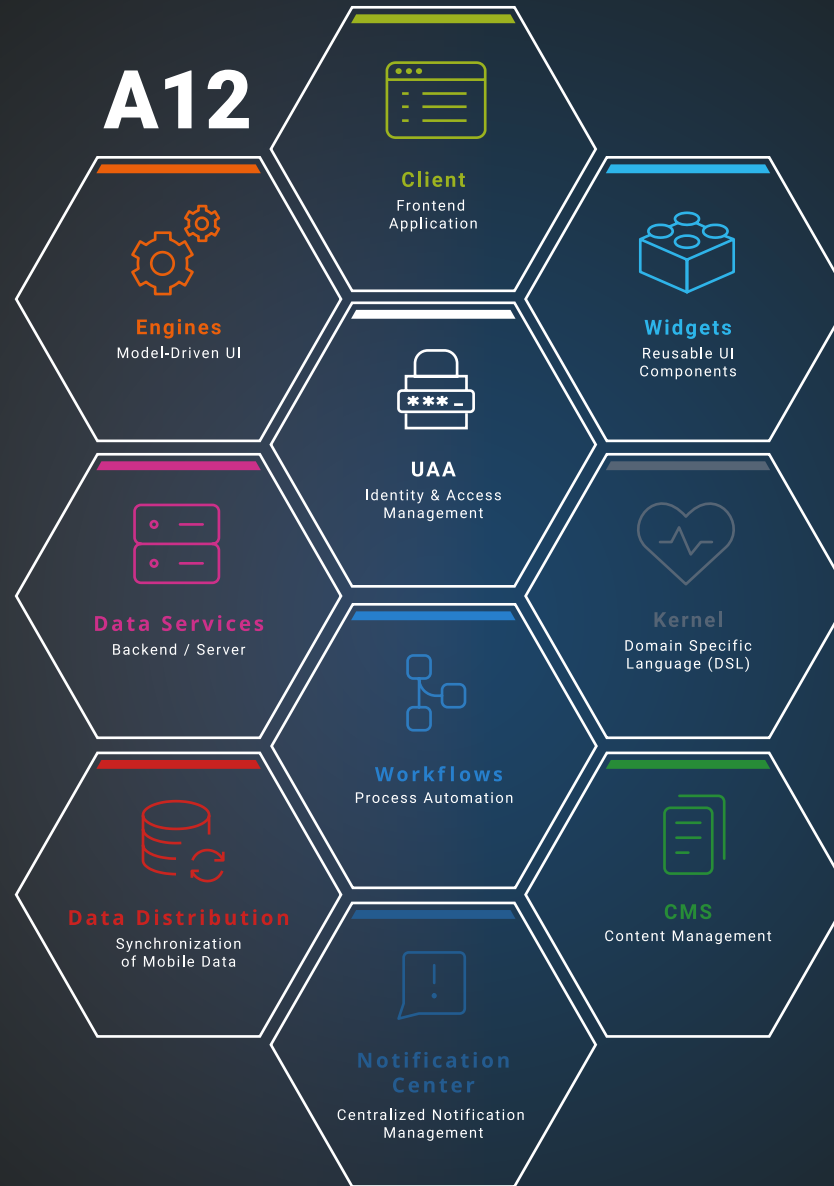 A12
Client
Frontend
Application
Engines
Model-Driven UI
Widgets
Reusable UI
Components
***_
UAA
Identity & Access
Management
Data Services
Backend / Server
Kernel
Domain Specific
Language (DSL)
Workflows
Process Automation
Data Distribution
Synchronization
of Mobile Data
CMS
Content Management
!
Notification
Center
Centralized Notification
Management